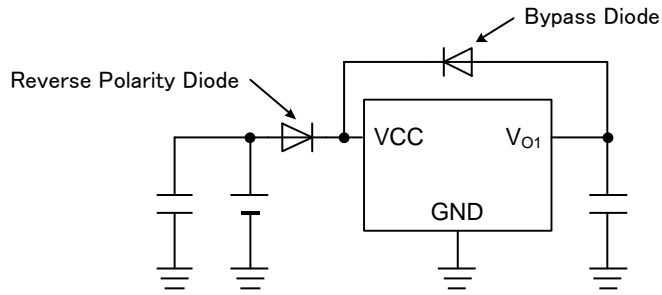 Bypass Diode
Reverse Polarity Diode
VCC
VO1
GND